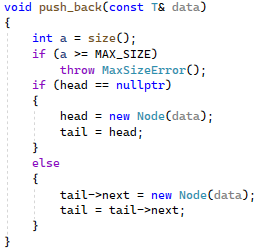 void push_back(const T& data)
{
    int a = size();
    if (a >= MAX_SIZE)
        throw MaxSizeError();
    if (head == nullptr)
    {
        head = new Node(data);
        tail = head;
    }
    else
    {
        tail->next = new Node(data);
        tail = tail->next;
    }
}